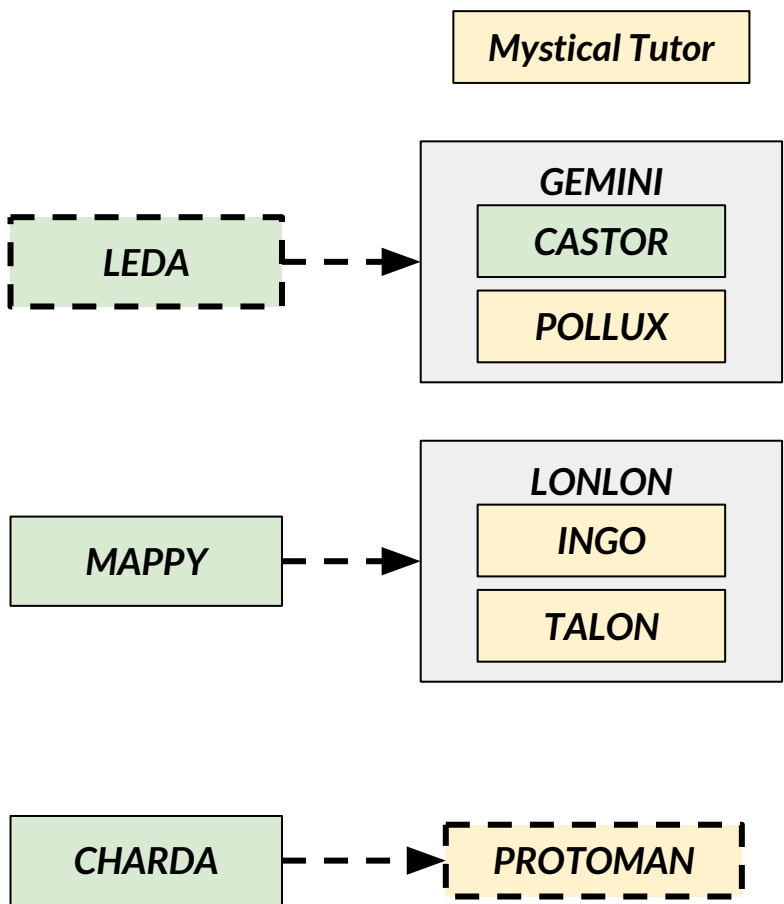 Mystical Tutor
GEMINI
LEDA
CASTOR
POLLUX
LONLON
MAPPY
INGO
TALON
CHARDA
PROTOMAN